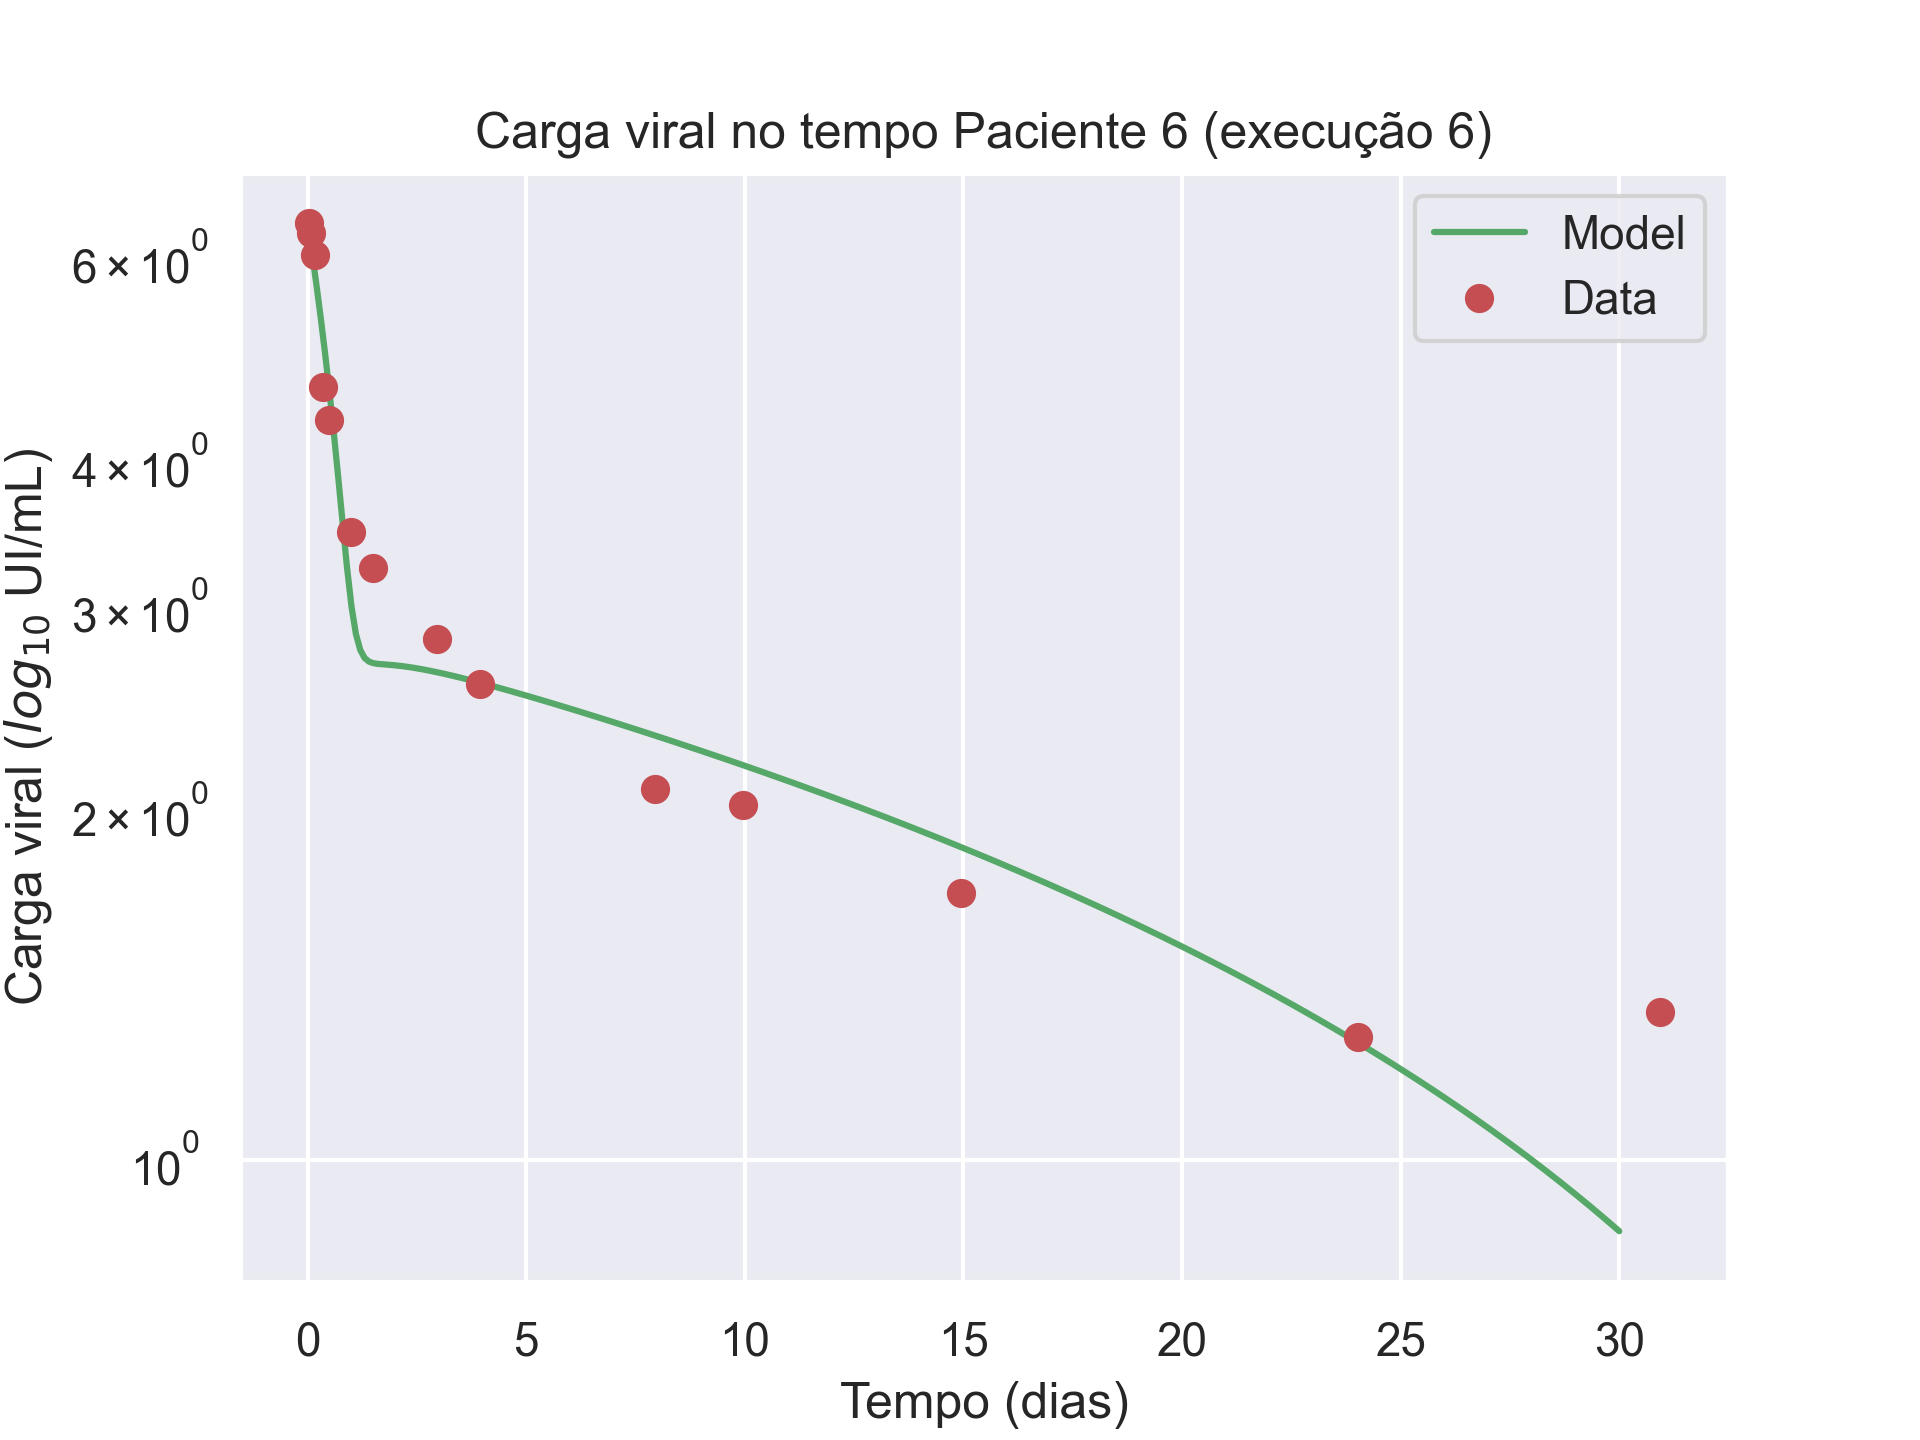 Carga viral no tempo Paciente 6 (execução 6)
Model
Data
6 × 10⁰
4 × 10⁰
3 × 10⁰
2 × 10⁰
10⁰
Carga viral (log₁₀ UI/mL)
0 5 10 15 20 25 30
Tempo (dias)